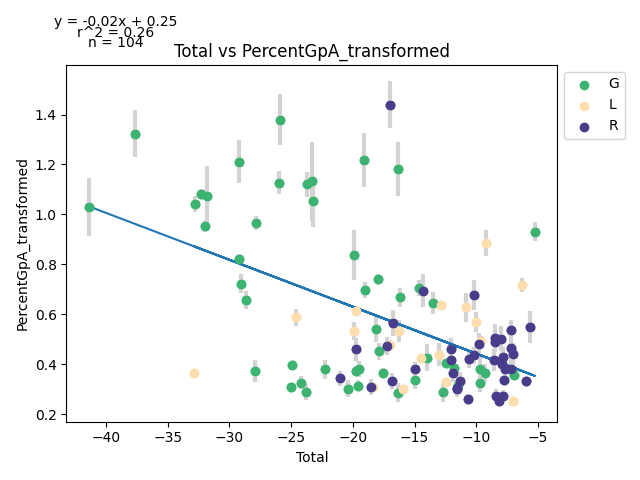 y = -0.02x + 0.25
r^2 = 0.26
n = 104
Total vs PercentGpA_transformed
G
L
R
PercentGpA_transformed
1.4
1.2
1.0
0.8
0.6
0.4
0.2
−40 −35 −30 −25 −20 −15 −10 −5
Total